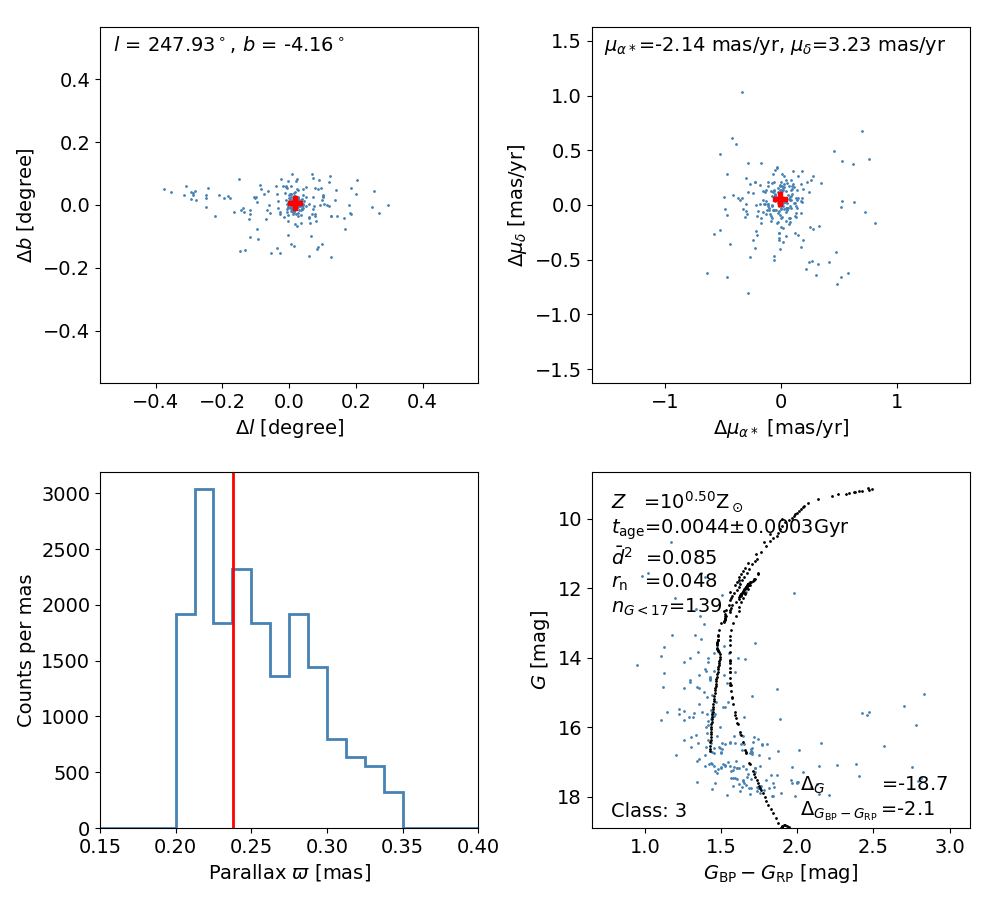 l = 247.93°, b = -4.16°
0.4
0.2
0.0
−0.2
−0.4
Δb [degree]
−0.4 −0.2 0.0 0.2 0.4
Δl [degree]
μα∗=-2.14 mas/yr, μδ=3.23 mas/yr
1.5
1.0
0.5
0.0
−0.5
−1.0
−1.5
Δμδ [mas/yr]
−1 0 1
Δμα∗ [mas/yr]
3000
2500
2000
1500
1000
500
0
Counts per mas
0.15 0.20 0.25 0.30 0.35 0.40
Parallax ϖ [mas]
Z =10^0.50 Z⊙
t_age=0.0044±0.0003Gyr
d̄² =0.085
r_n =0.048
n_G<17=139
10
12
14
16
18
G [mag]
Δ_G =-18.7
Δ_G_BP−G_RP =-2.1
Class: 3
1.0 1.5 2.0 2.5 3.0
G_BP − G_RP [mag]